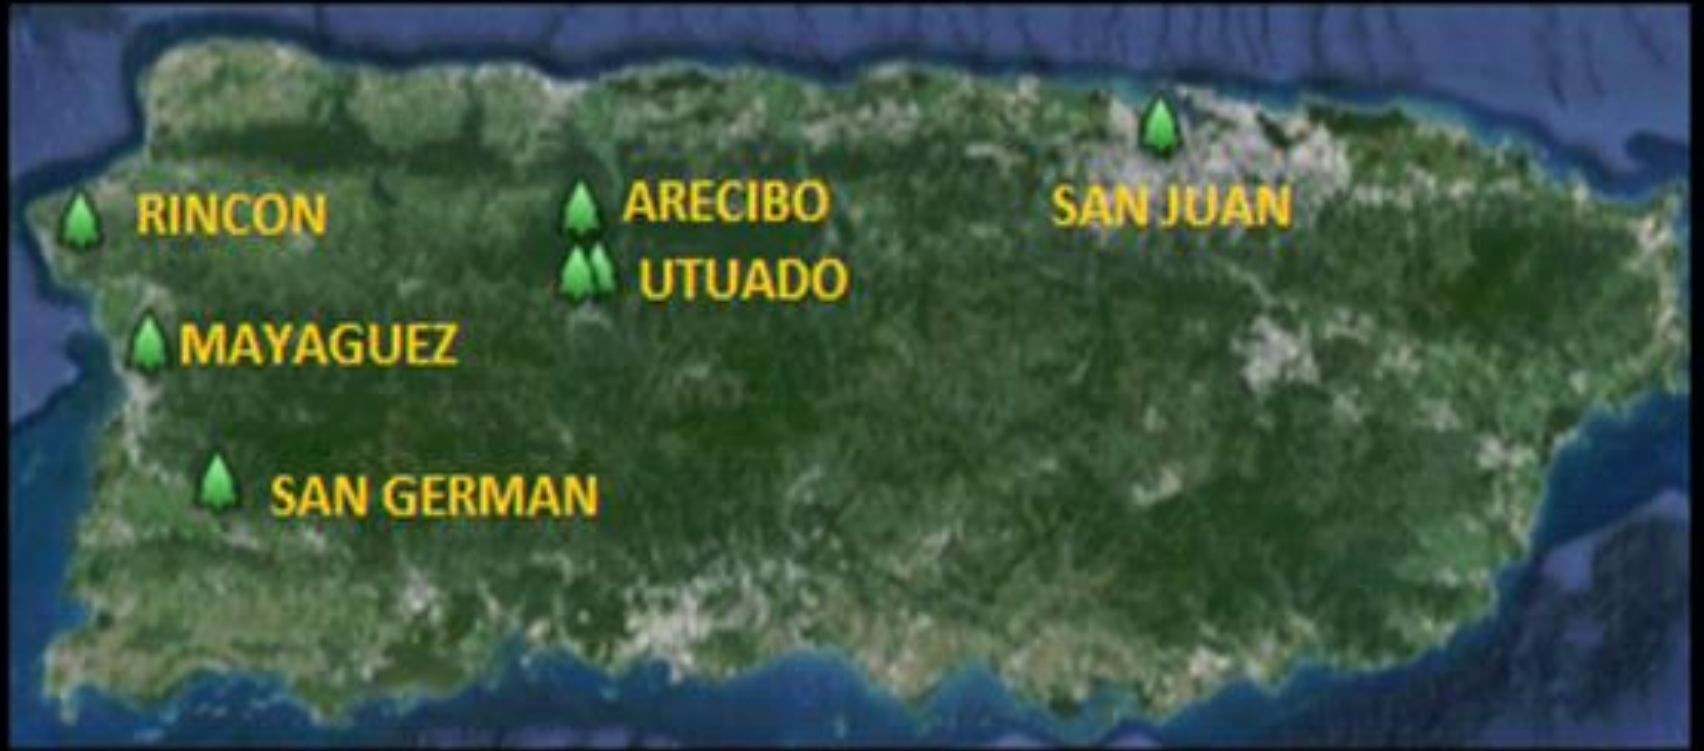 RINCON
ARECIBO
SAN JUAN
UTUADO
MAYAGUEZ
SAN GERMAN